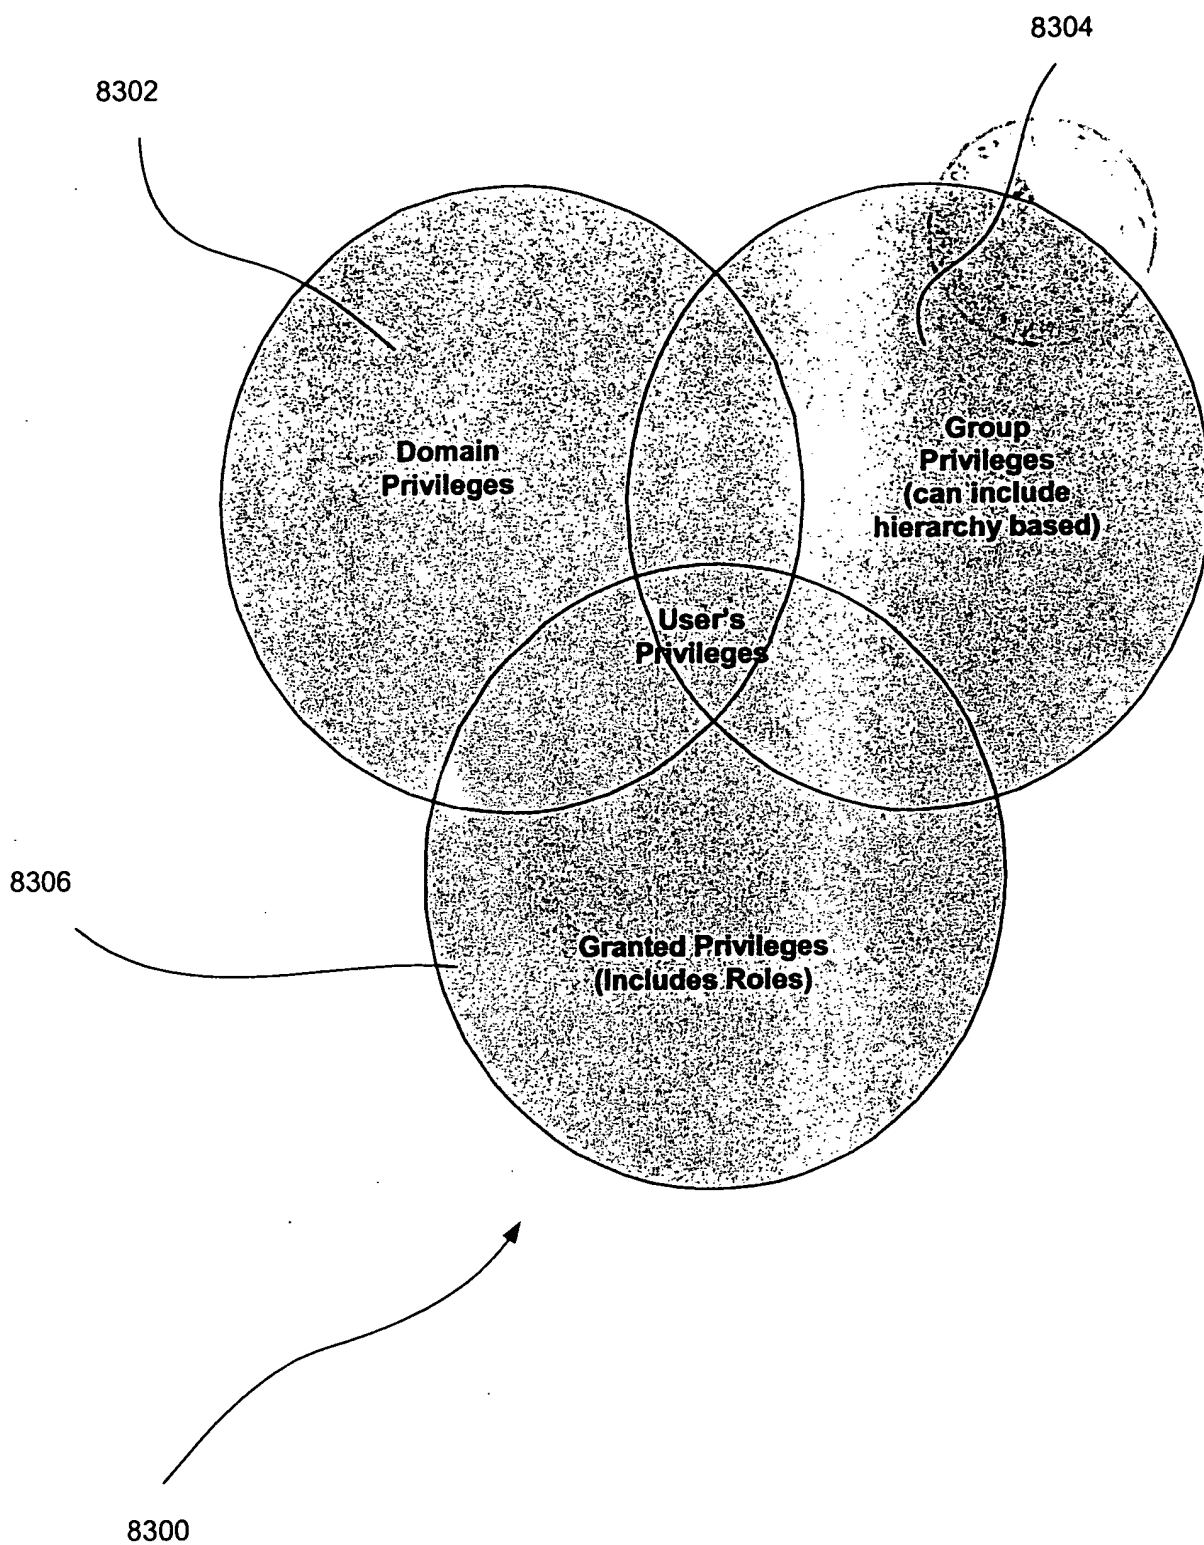 8304
8302
Domain
Privileges
Group
Privileges
(can include
hierarchy based)
User's
Privileges
8306
Granted Privileges
(Includes Roles)
8300